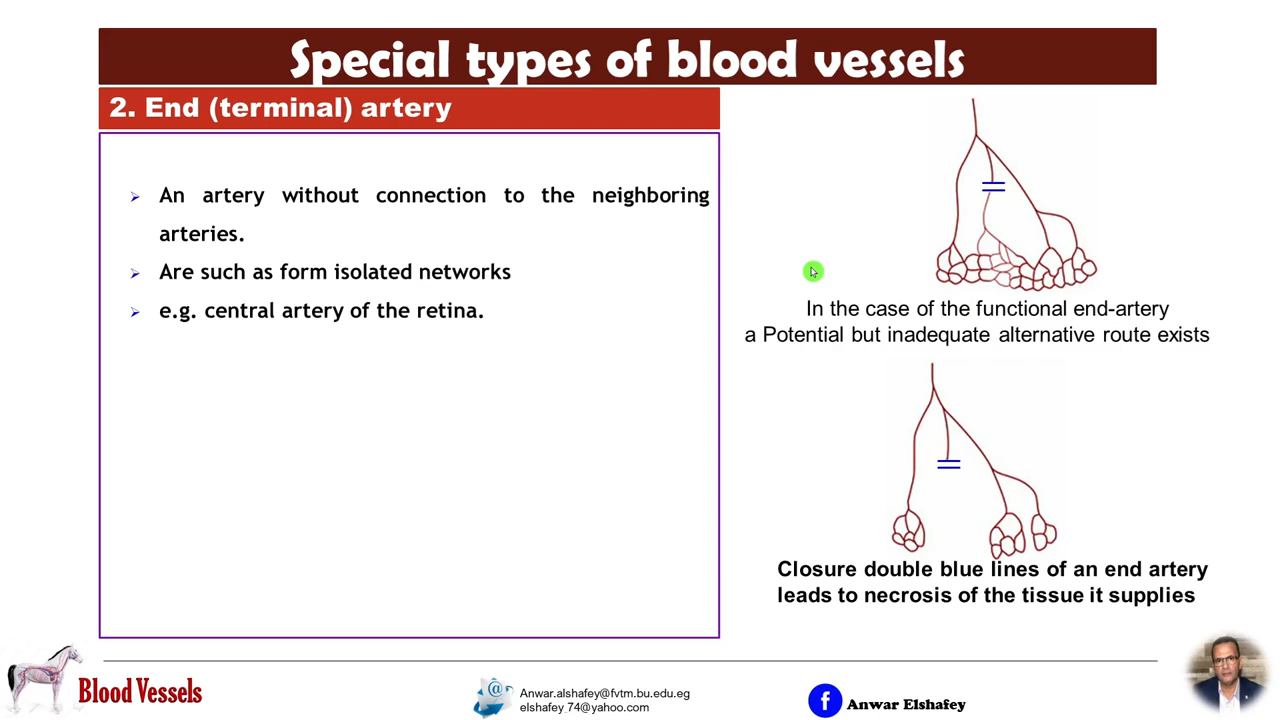 Special types of blood vessels
2. End (terminal) artery
An artery without connection to the neighboring
arteries.
Are such as form isolated networks
e.g. central artery of the retina.
In the case of the functional end-artery
a Potential but inadequate alternative route exists
Closure double blue lines of an end artery
leads to necrosis of the tissue it supplies
Blood Vessels
Anwar.alshafey@fvtm.bu.edu.eg
elshafey_74@yahoo.com
Anwar Elshafey